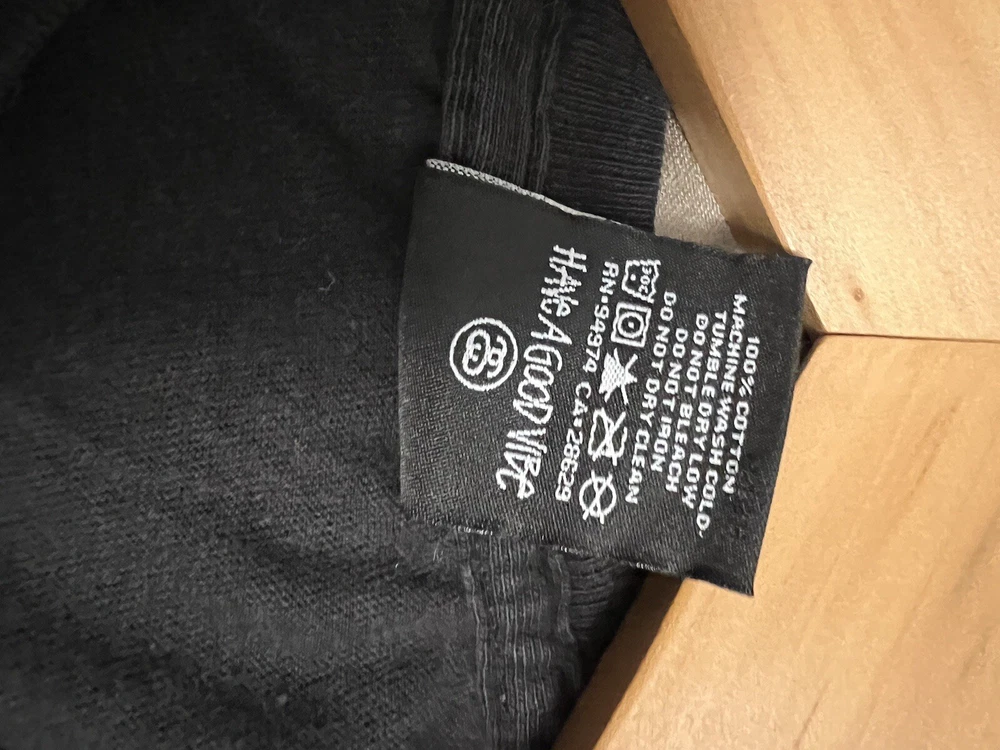 100% COTTON
MACHINE WASH COLD
TUMBLE DRY LOW
DO NOT BLEACH
DO NOT IRON
DO NOT DRY CLEAN
RN•94974 CA•28629
HAVE A GOOD VIBE